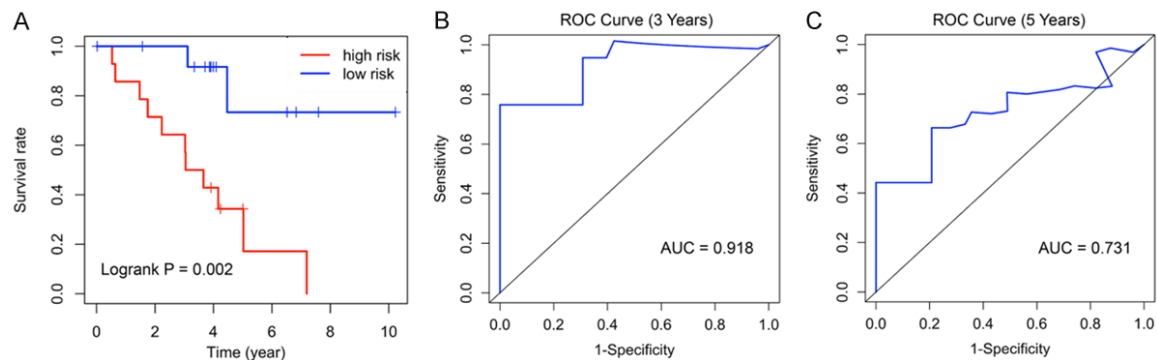 A
1.0
0.8
0.6
0.4
0.2
0.0
Survival rate
high risk
low risk
Logrank P = 0.002
0 2 4 6 8 10
Time (year)
B
ROC Curve (3 Years)
1.0
0.8
0.6
0.4
0.2
0.0
Sensitivity
AUC = 0.918
0.0 0.2 0.4 0.6 0.8 1.0
1-Specificity
C
ROC Curve (5 Years)
1.0
0.8
0.6
0.4
0.2
0.0
Sensitivity
AUC = 0.731
0.0 0.2 0.4 0.6 0.8 1.0
1-Specificity